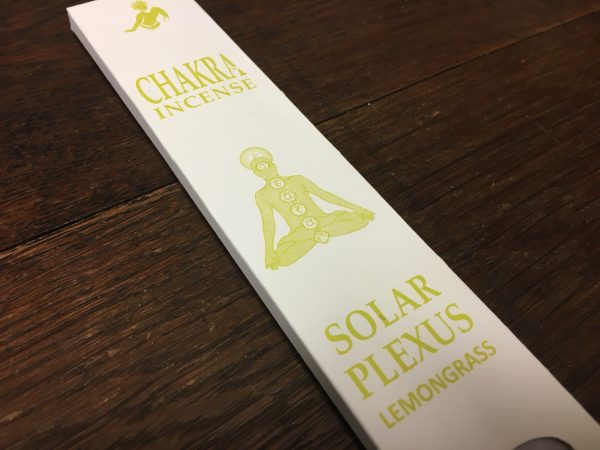 CHAKRA
INCENSE
SOLAR
PLEXUS
LEMONGRASS